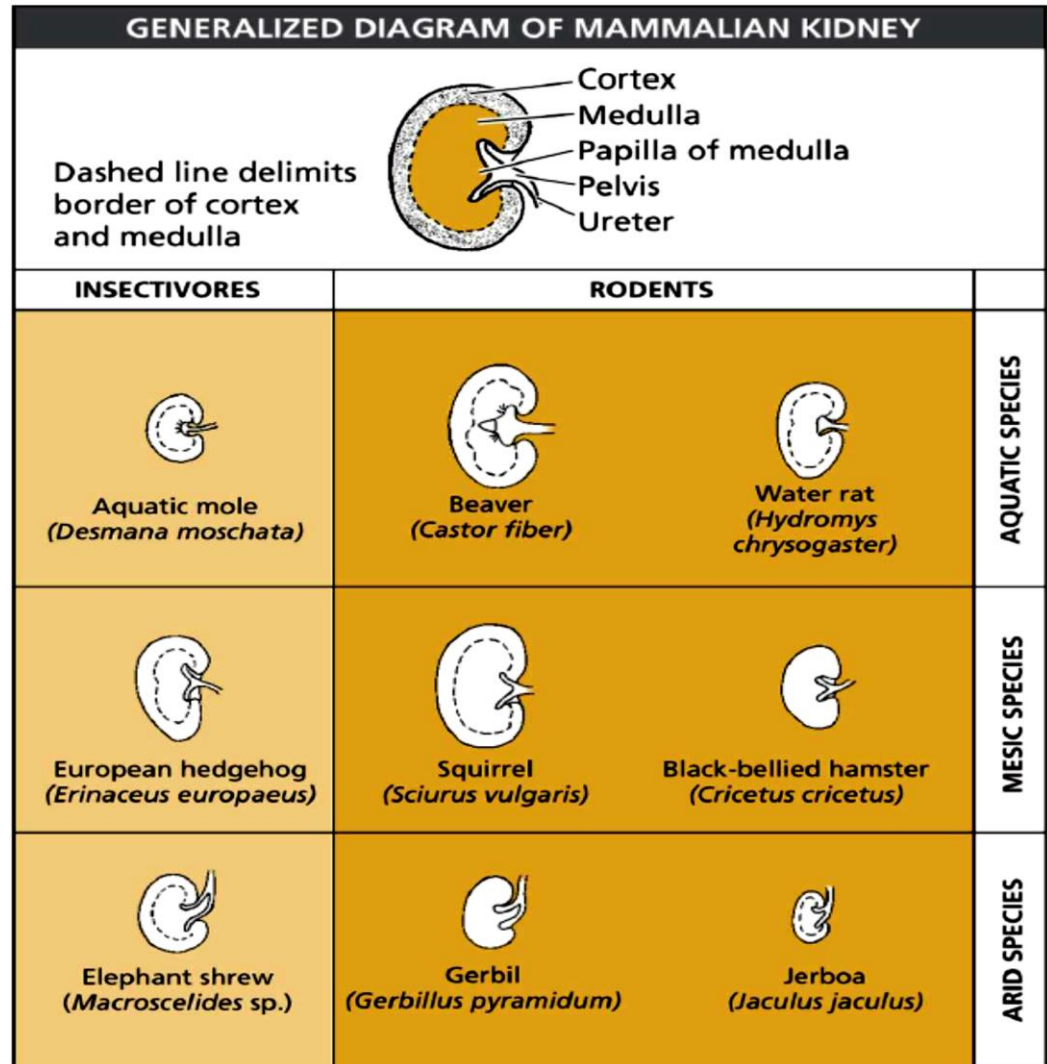 GENERALIZED DIAGRAM OF MAMMALIAN KIDNEY
Cortex
Medulla
Papilla of medulla
Pelvis
Ureter
Dashed line delimits
border of cortex
and medulla
INSECTIVORES
RODENTS
Aquatic mole
(Desmana moschata)
Beaver
(Castor fiber)
Water rat
(Hydromys
chrysogaster)
AQUATIC SPECIES
European hedgehog
(Erinaceus europaeus)
Squirrel
(Sciurus vulgaris)
Black-bellied hamster
(Cricetus cricetus)
MESIC SPECIES
Elephant shrew
(Macroscelides sp.)
Gerbil
(Gerbillus pyramidum)
Jerboa
(Jaculus jaculus)
ARID SPECIES